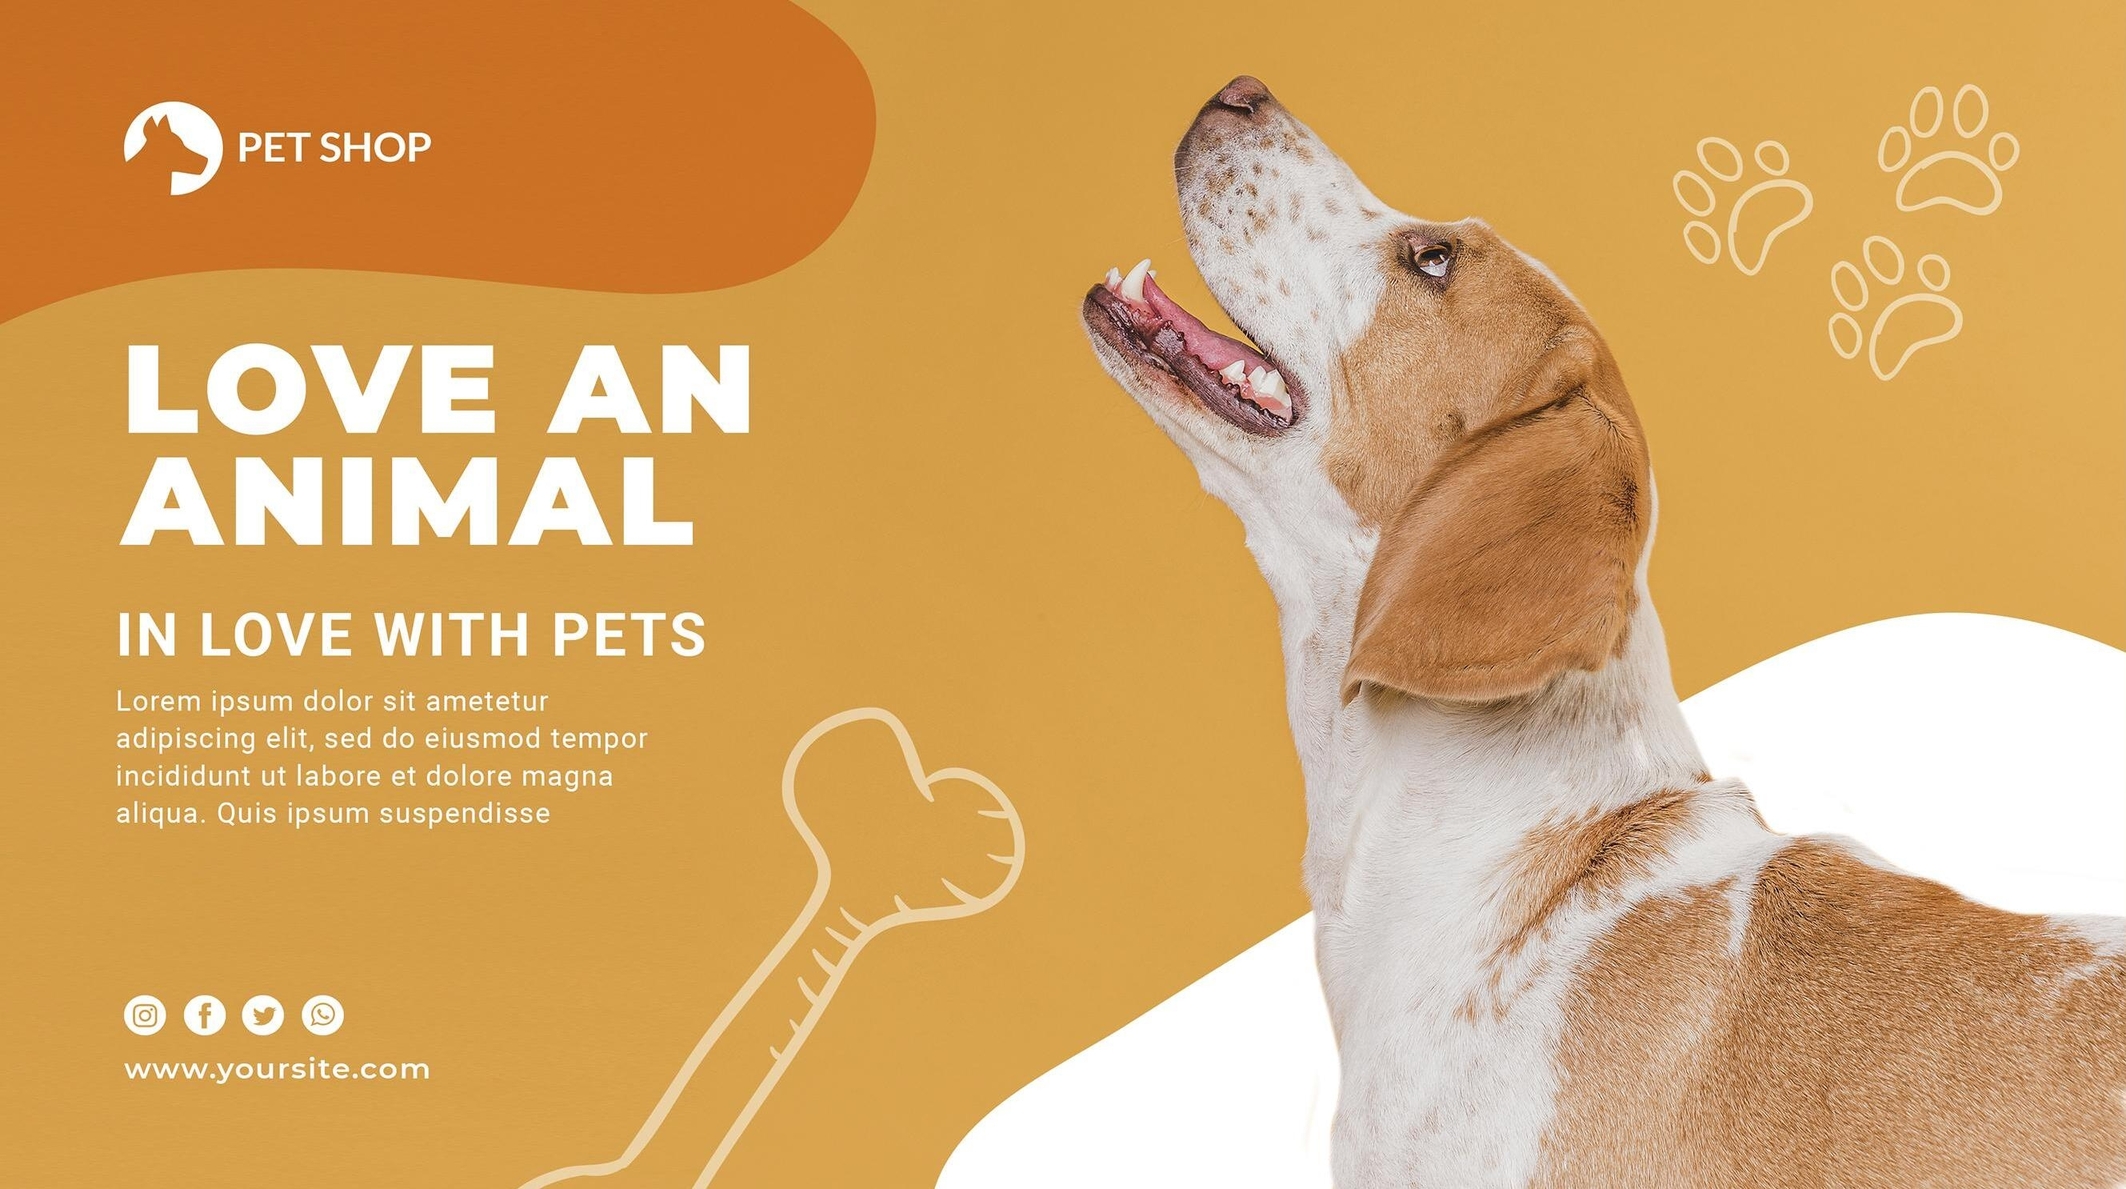 PET SHOP
LOVE AN
ANIMAL
IN LOVE WITH PETS
Lorem ipsum dolor sit ametetur
adipiscing elit, sed do eiusmod tempor
incididunt ut labore et dolore magna
aliqua. Quis ipsum suspendisse
www.yoursite.com